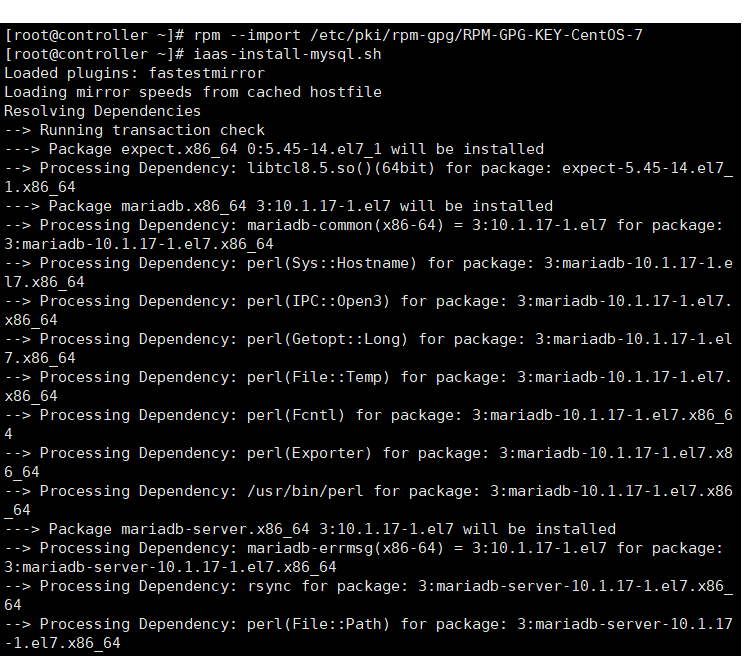 [root@controller ~]# rpm --import /etc/pki/rpm-gpg/RPM-GPG-KEY-CentOS-7
[root@controller ~]# iaas-install-mysql.sh
Loaded plugins: fastestmirror
Loading mirror speeds from cached hostfile
Resolving Dependencies
--> Running transaction check
---> Package expect.x86_64 0:5.45-14.el7_1 will be installed
--> Processing Dependency: libtcl8.5.so()(64bit) for package: expect-5.45-14.el7_
1.x86_64
---> Package mariadb.x86_64 3:10.1.17-1.el7 will be installed
--> Processing Dependency: mariadb-common(x86-64) = 3:10.1.17-1.el7 for package:
3:mariadb-10.1.17-1.el7.x86_64
--> Processing Dependency: perl(Sys::Hostname) for package: 3:mariadb-10.1.17-1.e
l7.x86_64
--> Processing Dependency: perl(IPC::Open3) for package: 3:mariadb-10.1.17-1.el7.
x86_64
--> Processing Dependency: perl(Getopt::Long) for package: 3:mariadb-10.1.17-1.el
7.x86_64
--> Processing Dependency: perl(File::Temp) for package: 3:mariadb-10.1.17-1.el7.
x86_64
--> Processing Dependency: perl(Fcntl) for package: 3:mariadb-10.1.17-1.el7.x86_6
4
--> Processing Dependency: perl(Exporter) for package: 3:mariadb-10.1.17-1.el7.x8
6_64
--> Processing Dependency: /usr/bin/perl for package: 3:mariadb-10.1.17-1.el7.x86
_64
---> Package mariadb-server.x86_64 3:10.1.17-1.el7 will be installed
--> Processing Dependency: mariadb-errmsg(x86-64) = 3:10.1.17-1.el7 for package:
3:mariadb-server-10.1.17-1.el7.x86_64
--> Processing Dependency: rsync for package: 3:mariadb-server-10.1.17-1.el7.x86_
64
--> Processing Dependency: perl(File::Path) for package: 3:mariadb-server-10.1.17
-1.el7.x86_64